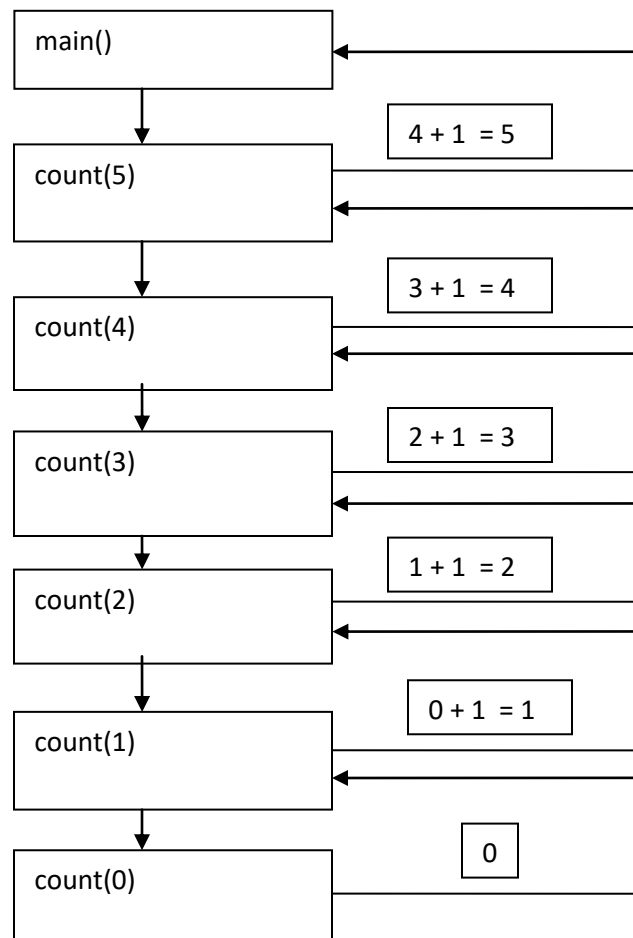 main()
4 + 1 = 5
count(5)
3 + 1 = 4
count(4)
2 + 1 = 3
count(3)
1 + 1 = 2
count(2)
0 + 1 = 1
count(1)
0
count(0)